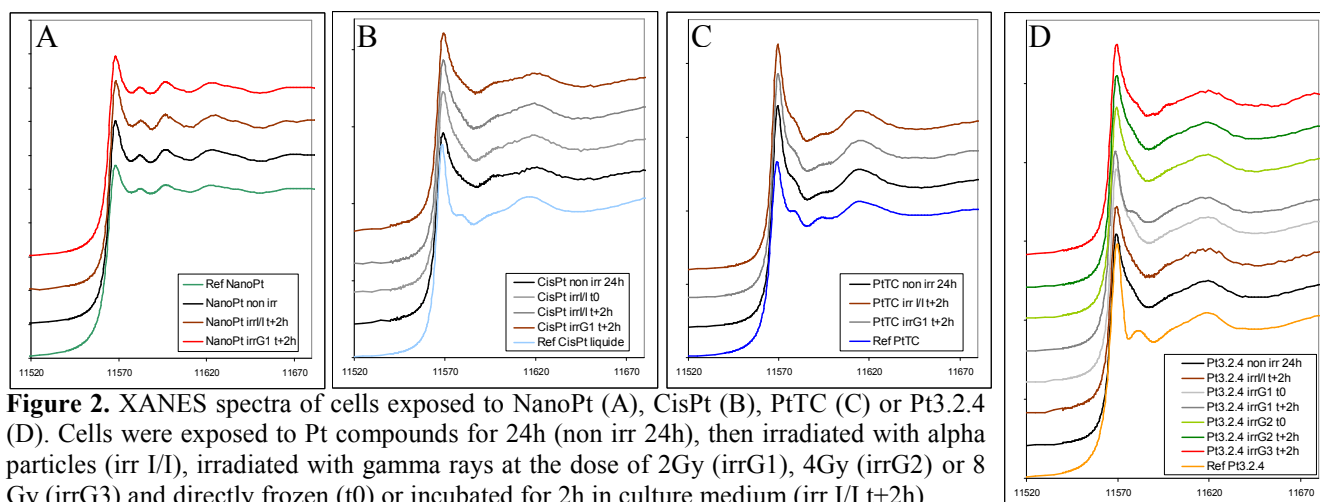 A
Ref NanoPt
NanoPt non irr
NanoPt irrI/I t+2h
NanoPt irrG1 t+2h
11520 11570 11620 11670
B
CisPt non irr 24h
CisPt irrI/I t0
CisPt irrI/I t+2h
CisPt irrG1 t+2h
Ref CisPt liquide
11520 11570 11620 11670
C
PtTC non irr 24h
PtTC irr I/I t+2h
PtTC irrG1 t+2h
Ref PtTC
11520 11570 11620 11670
D
Pt3.2.4 non irr 24h
Pt3.2.4 irrI/I t+2h
Pt3.2.4 irrG1 t0
Pt3.2.4 irrG1 t+2h
Pt3.2.4 irrG2 t0
Pt3.2.4 irrG2 t+2h
Pt3.2.4 irrG3 t+2h
Ref Pt3.2.4
11520 11570 11620 11670
Figure 2. XANES spectra of cells exposed to NanoPt (A), CisPt (B), PtTC (C) or Pt3.2.4
(D). Cells were exposed to Pt compounds for 24h (non irr 24h), then irradiated with alpha
particles (irr I/I), irradiated with gamma rays at the dose of 2Gy (irrG1), 4Gy (irrG2) or 8
Gy (irrG3) and directly frozen (t0) or incubated for 2h in culture medium (irr I/I t+2h)